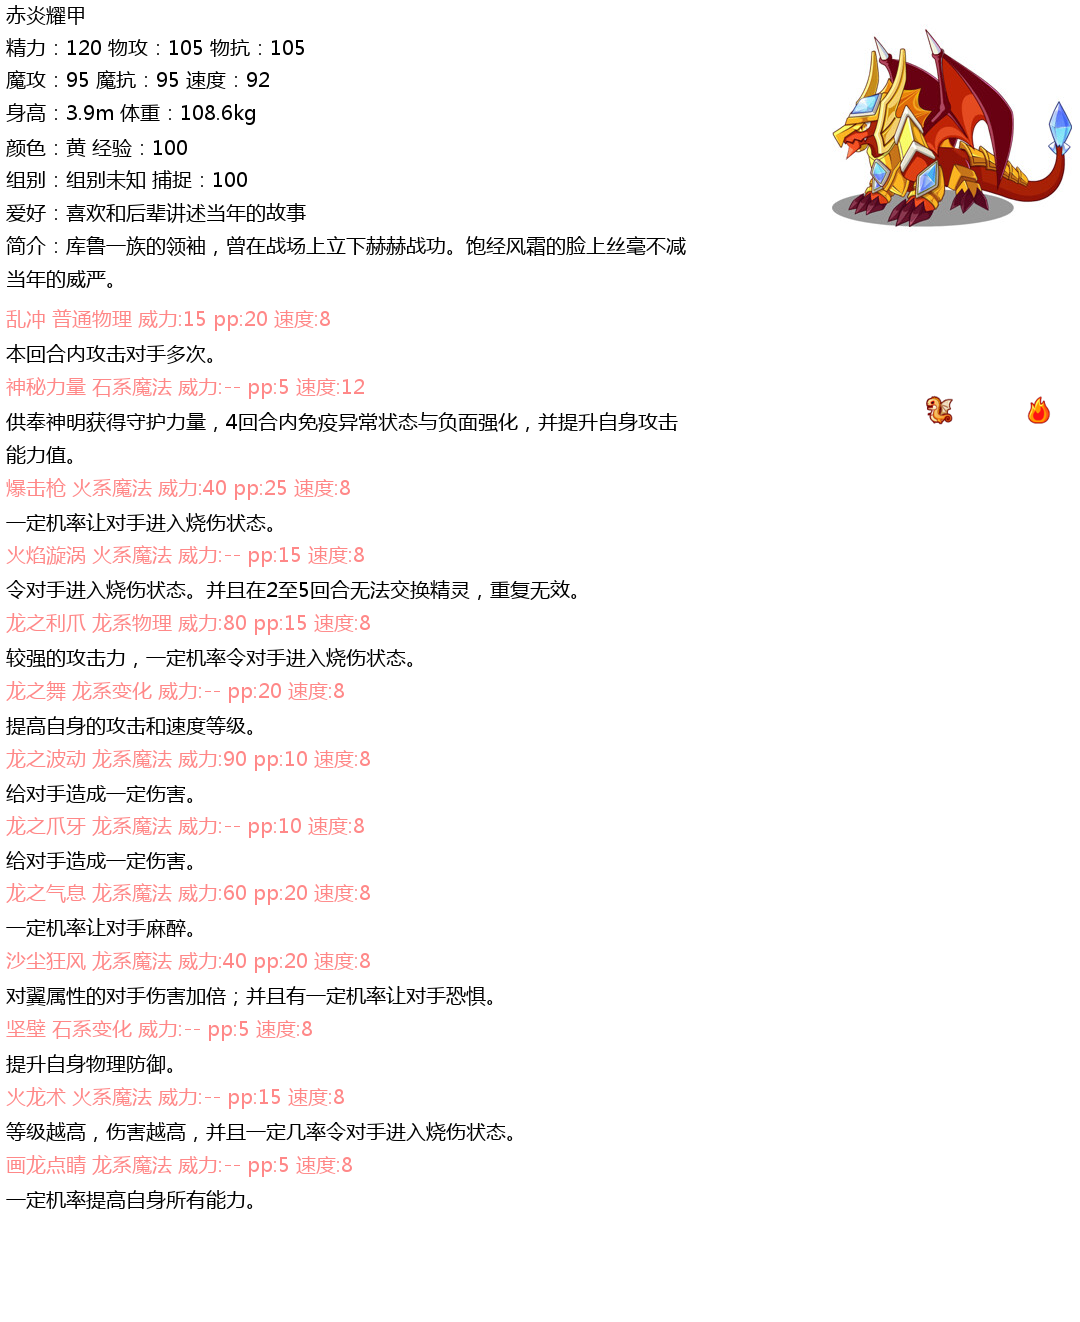 赤炎耀甲
精力：120 物攻：105 物抗：105
魔攻：95 魔抗：95 速度：92
身高：3.9m 体重：108.6kg
颜色：黄 经验：100
组别：组别未知 捕捉：100
爱好：喜欢和后辈讲述当年的故事
简介：库鲁一族的领袖，曾在战场上立下赫赫战功。饱经风霜的脸上丝毫不减
当年的威严。
乱冲 普通物理 威力:15 pp:20 速度:8
本回合内攻击对手多次。
神秘力量 石系魔法 威力:-- pp:5 速度:12
供奉神明获得守护力量，4回合内免疫异常状态与负面强化，并提升自身攻击
能力值。
爆击枪 火系魔法 威力:40 pp:25 速度:8
一定机率让对手进入烧伤状态。
火焰漩涡 火系魔法 威力:-- pp:15 速度:8
令对手进入烧伤状态。并且在2至5回合无法交换精灵，重复无效。
龙之利爪 龙系物理 威力:80 pp:15 速度:8
较强的攻击力，一定机率令对手进入烧伤状态。
龙之舞 龙系变化 威力:-- pp:20 速度:8
提高自身的攻击和速度等级。
龙之波动 龙系魔法 威力:90 pp:10 速度:8
给对手造成一定伤害。
龙之爪牙 龙系魔法 威力:-- pp:10 速度:8
给对手造成一定伤害。
龙之气息 龙系魔法 威力:60 pp:20 速度:8
一定机率让对手麻醉。
沙尘狂风 龙系魔法 威力:40 pp:20 速度:8
对翼属性的对手伤害加倍；并且有一定机率让对手恐惧。
坚壁 石系变化 威力:-- pp:5 速度:8
提升自身物理防御。
火龙术 火系魔法 威力:-- pp:15 速度:8
等级越高，伤害越高，并且一定几率令对手进入烧伤状态。
画龙点睛 龙系魔法 威力:-- pp:5 速度:8
一定机率提高自身所有能力。